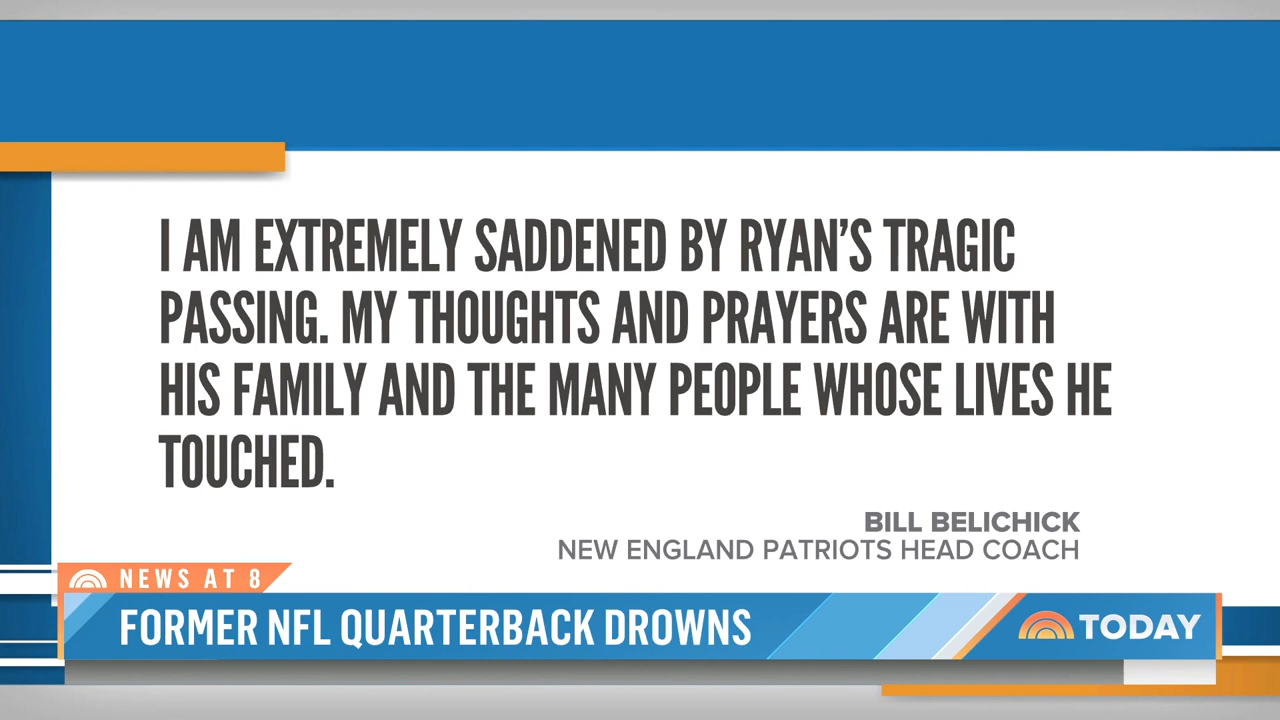 I AM EXTREMELY SADDENED BY RYAN'S TRAGIC
PASSING. MY THOUGHTS AND PRAYERS ARE WITH
HIS FAMILY AND THE MANY PEOPLE WHOSE LIVES HE
TOUCHED.
BILL BELICHICK
NEW ENGLAND PATRIOTS HEAD COACH
NEWS AT 8
FORMER NFL QUARTERBACK DROWNS
TODAY